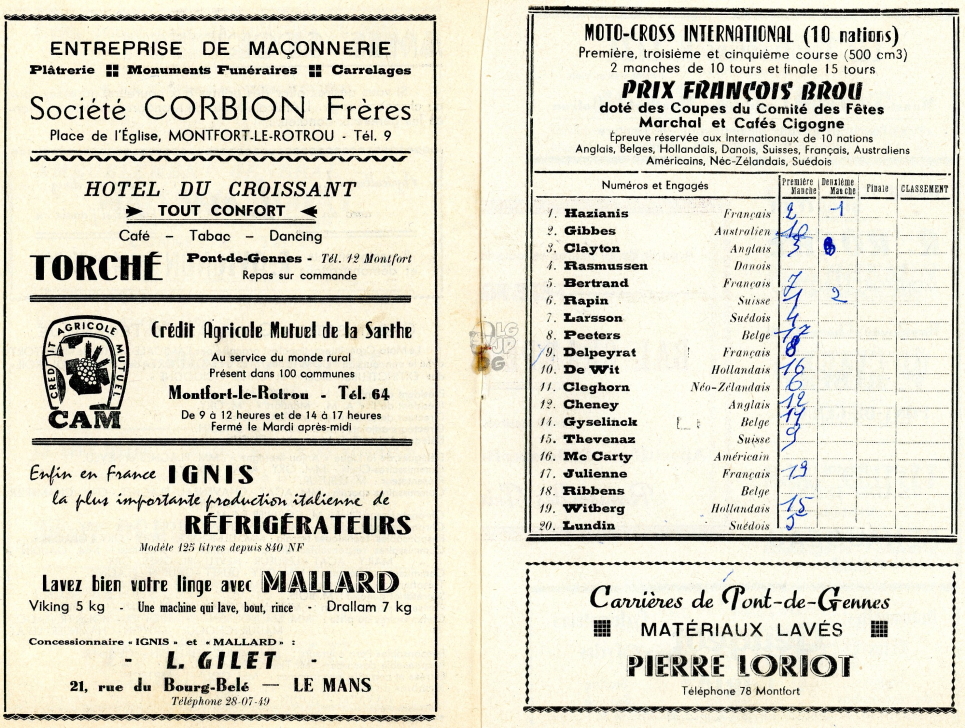 ENTREPRISE DE MAÇONNERIE
Plâtrerie Monuments Funéraires Carrelages
Société CORBION Frères
Place de l'Église, MONTFORT-LE-ROTROU - Tél. 9
HOTEL DU CROISSANT
TOUT CONFORT
Café – Tabac – Dancing
TORCHÉ Pont-de-Gennes - Tél. 12 Montfort
Repas sur commande
CREDIT AGRICOLE MUTUEL
CAM
Crédit Agricole Mutuel de la Sarthe
Au service du monde rural
Présent dans 100 communes
Montfort-le-Rotrou - Tél. 64
De 9 à 12 heures et de 14 à 17 heures
Fermé le Mardi après-midi
Enfin en France IGNIS
la plus importante production italienne de
RÉFRIGÉRATEURS
Modèle 125 litres depuis 840 NF
Lavez bien votre linge avec MALLARD
Viking 5 kg - Une machine qui lave, bout, rince - Drallam 7 kg
Concessionnaire « IGNIS » et « MALLARD » :
- L. GILET -
21, rue du Bourg-Belé — LE MANS
Téléphone 28-07-49
MOTO-CROSS INTERNATIONAL (10 nations)
Première, troisième et cinquième course (500 cm3)
2 manches de 10 tours et finale 15 tours
PRIX FRANÇOIS BROU
doté des Coupes du Comité des Fêtes
Marchal et Cafés Cigogne
Épreuve réservée aux Internationaux de 10 nations
Anglais, Belges, Hollandais, Danois, Suisses, Français, Australiens
Américains, Néo-Zélandais, Suédois
Numéros et Engagés Première Manche Deuxième Manche Finale CLASSEMENT
1. Hazianis Français 2 1
2. Gibbes Australien 10
3. Clayton Anglais 3
4. Rasmussen Danois
5. Bertrand Français 7
6. Rapin Suisse 1 2
7. Larsson Suédois 4
8. Peeters Belge 17
9. Delpeyrat Français 8
10. De Wit Hollandais 16
11. Cleghorn Néo-Zélandais 6
12. Cheney Anglais 12
14. Gyselinck Belge
15. Thevenaz Suisse 9
16. Mc Carty Américain
17. Julienne Français 19
18. Ribbens Belge
19. Witberg Hollandais 15
20. Lundin Suédois 5
Carrières de Pont-de-Gennes
MATÉRIAUX LAVÉS
PIERRE LORIOT
Téléphone 78 Montfort